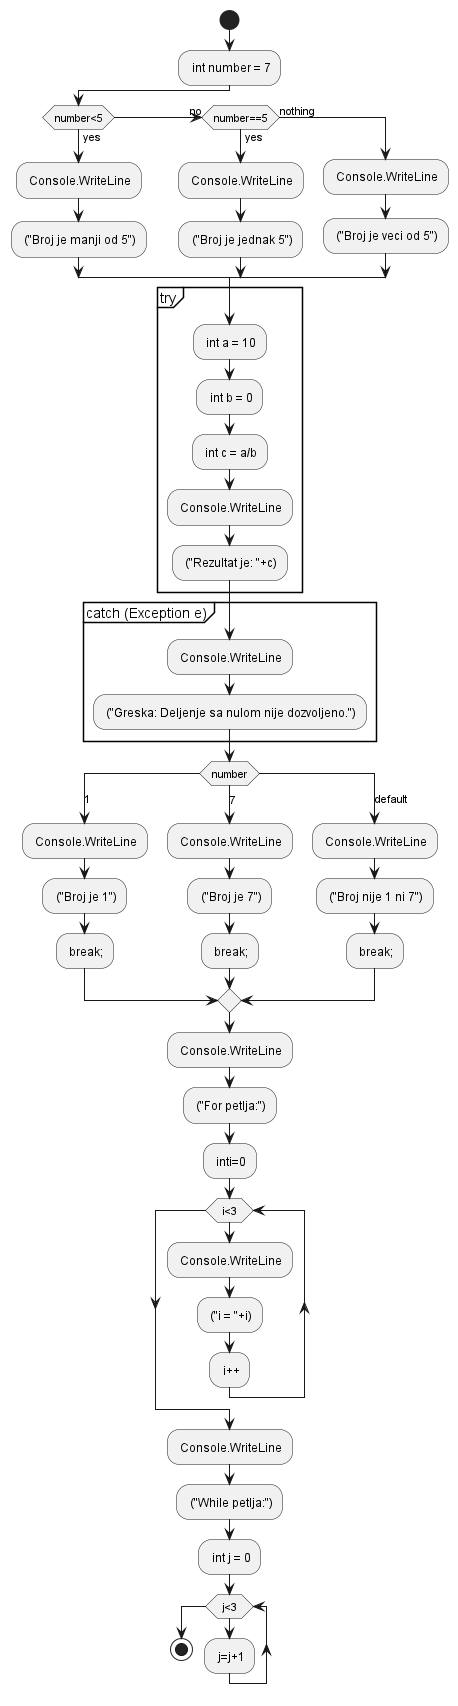 int number = 7
number<5
no
number==5
nothing
yes
yes
Console.WriteLine
Console.WriteLine
Console.WriteLine
("Broj je manji od 5")
("Broj je jednak 5")
("Broj je veci od 5")
try
int a = 10
int b = 0
int c = a/b
Console.WriteLine
("Rezultat je: "+c)
catch (Exception e)
Console.WriteLine
("Greska: Deljenje sa nulom nije dozvoljeno.")
number
1
7
default
Console.WriteLine
Console.WriteLine
Console.WriteLine
("Broj je 1")
("Broj je 7")
("Broj nije 1 ni 7")
break;
break;
break;
Console.WriteLine
("For petlja:")
inti=0
i<3
Console.WriteLine
("i = "+i)
i++
Console.WriteLine
("While petlja:")
int j = 0
j<3
j=j+1